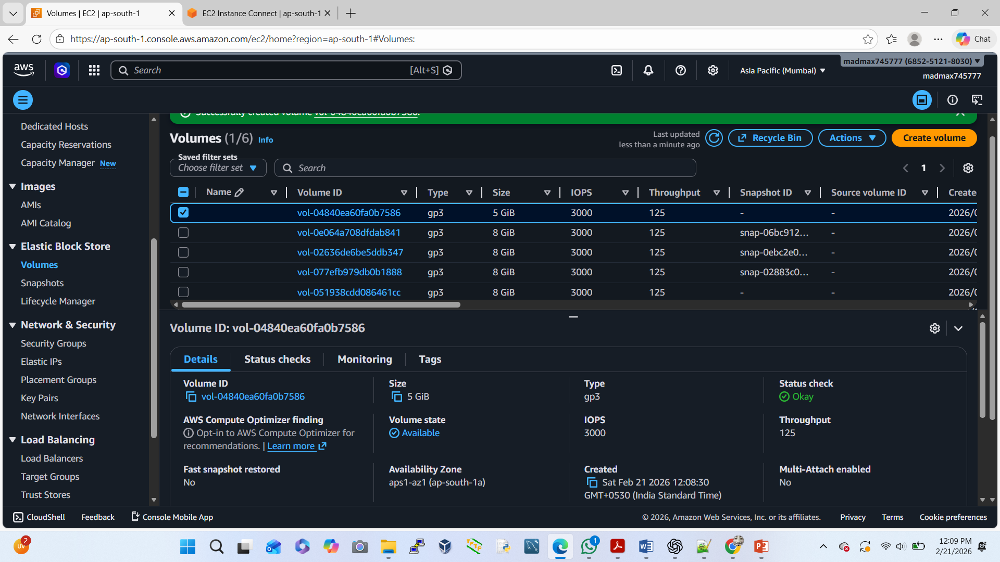 Volumes | EC2 | ap-south-1
EC2 Instance Connect | ap-south-1
https://ap-south-1.console.aws.amazon.com/ec2/home?region=ap-south-1#Volumes:
Chat
aws
Search
[Alt+S]
Asia Pacific (Mumbai)
madmax745777 (6852-5121-8030)
madmax745777
Dedicated Hosts
Capacity Reservations
Capacity Manager New
Images
AMIs
AMI Catalog
Elastic Block Store
Volumes
Snapshots
Lifecycle Manager
Network & Security
Security Groups
Elastic IPs
Placement Groups
Key Pairs
Network Interfaces
Load Balancing
Load Balancers
Target Groups
Trust Stores
Successfully created volume vol-04840ea60fa0b7586.
Volumes (1/6) Info
Last updated
less than a minute ago
Recycle Bin
Actions
Create volume
Saved filter sets
Choose filter set
Search
1
Name Volume ID Type Size IOPS Throughput Snapshot ID Source volume ID Create
vol-04840ea60fa0b7586 gp3 5 GiB 3000 125 - - 2026/0
vol-0e064a708dfdab841 gp3 8 GiB 3000 125 snap-06bc912... - 2026/0
vol-02636de6be5ddb347 gp3 8 GiB 3000 125 snap-0ebc2e0... - 2026/0
vol-077efb979db0b1888 gp3 8 GiB 3000 125 snap-02883c0... - 2026/0
vol-051938cdd086461cc gp3 8 GiB 3000 125 - - 2026/0
Volume ID: vol-04840ea60fa0b7586
Details Status checks Monitoring Tags
Volume ID
vol-04840ea60fa0b7586
Size
5 GiB
Type
gp3
Status check
Okay
AWS Compute Optimizer finding
Opt-in to AWS Compute Optimizer for
recommendations. | Learn more
Volume state
Available
IOPS
3000
Throughput
125
Fast snapshot restored
No
Availability Zone
aps1-az1 (ap-south-1a)
Created
Sat Feb 21 2026 12:08:30
GMT+0530 (India Standard Time)
Multi-Attach enabled
No
CloudShell Feedback Console Mobile App
© 2026, Amazon Web Services, Inc. or its affiliates. Privacy Terms Cookie preferences
UV
2
TFTP
1
12:09 PM
2/21/2026